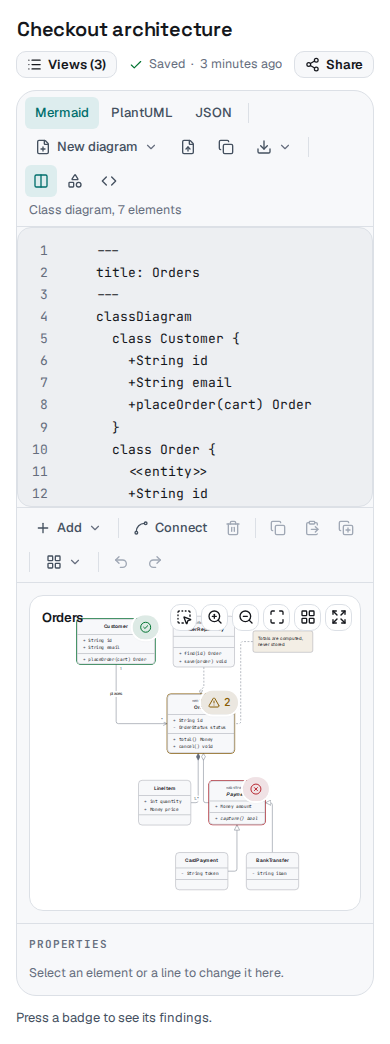 Checkout architecture
Views (3)
Saved · 3 minutes ago
Share
Mermaid
PlantUML
JSON
New diagram
Class diagram, 7 elements
1 ---
2 title: Orders
3 ---
4 classDiagram
5 class Customer {
6 +String id
7 +String email
8 +placeOrder(cart) Order
9 }
10 class Order {
11 <<entity>>
12 +String id
Add
Connect
Orders
Customer
+ String id
+ String email
+ placeOrder(cart) Order
+ find(id) Order
+ save(order) void
Totals are computed,
never stored
places
2
+ String id
- OrderStatus status
+ total() Money
+ cancel() void
LineItem
+ int quantity
+ Money price
+ Money amount
+ capture() bool
CardPayment
- String token
BankTransfer
- String iban
PROPERTIES
Select an element or a line to change it here.
Press a badge to see its findings.